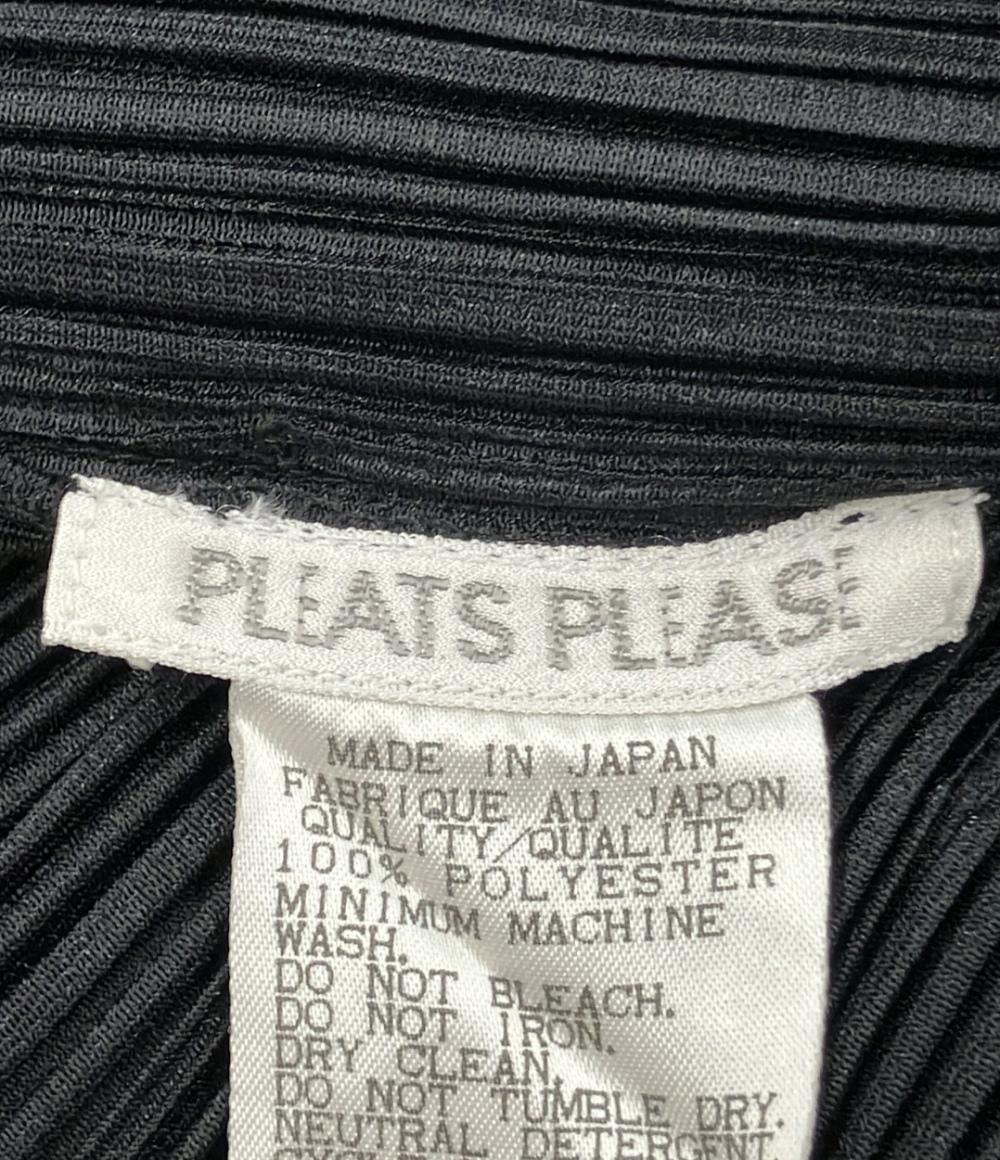 PLEATS PLEASE
MADE IN JAPAN
FABRIQUE AU JAPON
QUALITY/QUALITE
100% POLYESTER
MINIMUM MACHINE
WASH.
DO NOT BLEACH.
DO NOT IRON.
DRY CLEAN.
DO NOT TUMBLE DRY.
NEUTRAL DETERGENT.